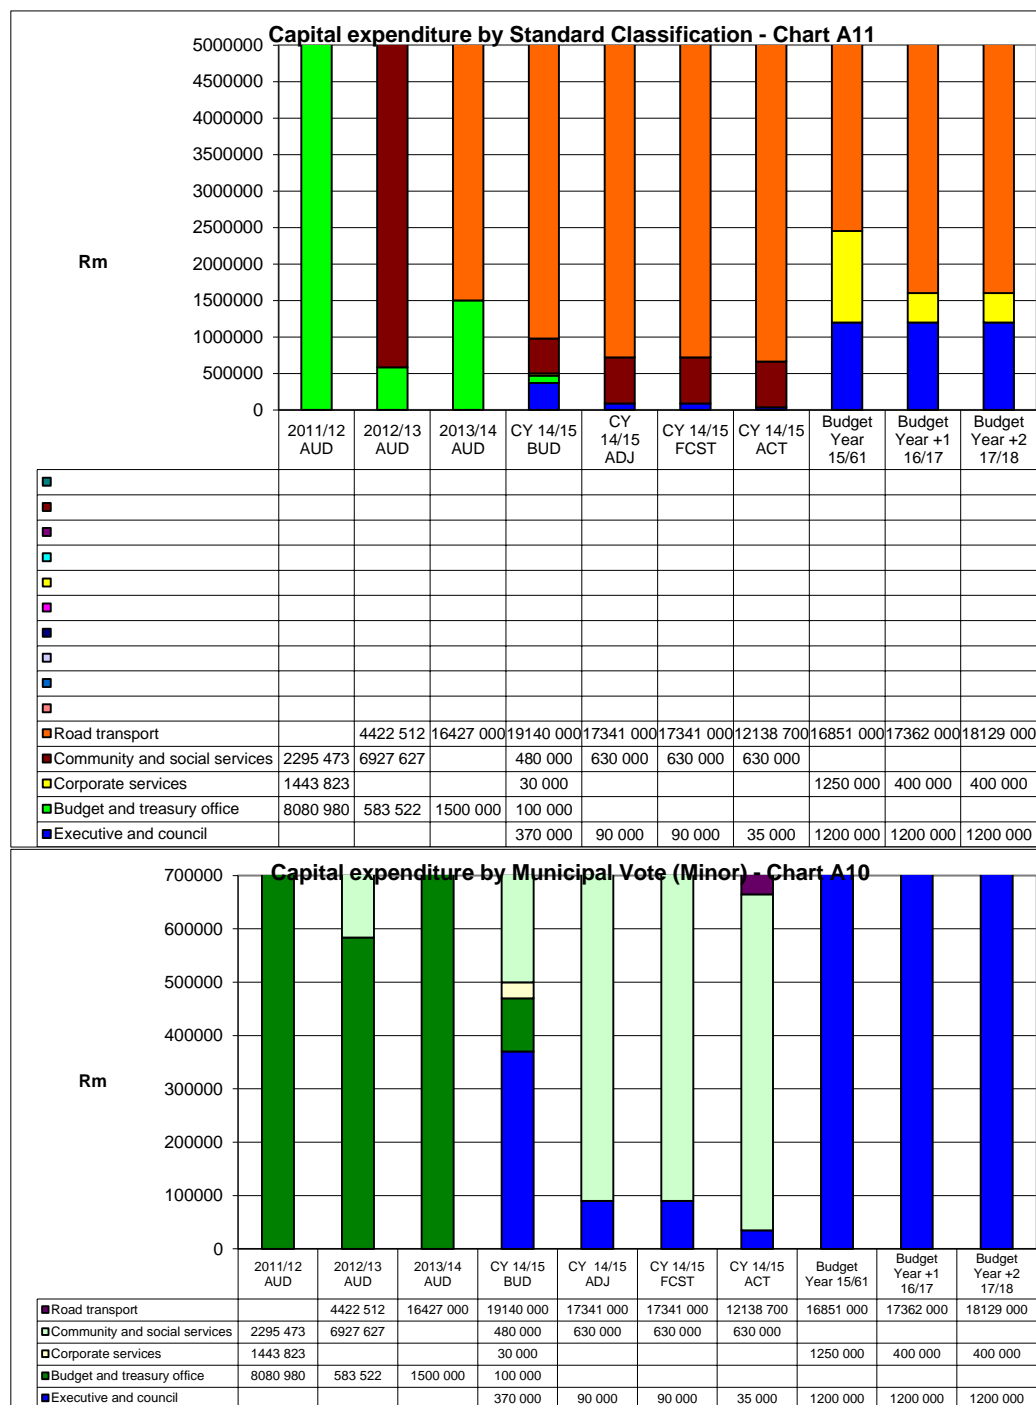 Capital expenditure by Standard Classification - Chart A11
5000000
4500000
4000000
3500000
3000000
2500000
2000000
1500000
1000000
500000
0
Rm
2011/12 AUD 2012/13 AUD 2013/14 AUD CY 14/15 BUD CY 14/15 ADJ CY 14/15 FCST CY 14/15 ACT Budget Year 15/61 Budget Year +1 16/17 Budget Year +2 17/18
Road transport 4422 512 16427 000 19140 000 17341 000 17341 000 12138 700 16851 000 17362 000 18129 000
Community and social services 2295 473 6927 627 480 000 630 000 630 000 630 000
Corporate services 1443 823 30 000 1250 000 400 000 400 000
Budget and treasury office 8080 980 583 522 1500 000 100 000
Executive and council 370 000 90 000 90 000 35 000 1200 000 1200 000 1200 000
Capital expenditure by Municipal Vote (Minor) - Chart A10
700000
600000
500000
400000
300000
200000
100000
0
Rm
2011/12 AUD 2012/13 AUD 2013/14 AUD CY 14/15 BUD CY 14/15 ADJ CY 14/15 FCST CY 14/15 ACT Budget Year 15/61 Budget Year +1 16/17 Budget Year +2 17/18
Road transport 4422 512 16427 000 19140 000 17341 000 17341 000 12138 700 16851 000 17362 000 18129 000
Community and social services 2295 473 6927 627 480 000 630 000 630 000 630 000
Corporate services 1443 823 30 000 1250 000 400 000 400 000
Budget and treasury office 8080 980 583 522 1500 000 100 000
Executive and council 370 000 90 000 90 000 35 000 1200 000 1200 000 1200 000